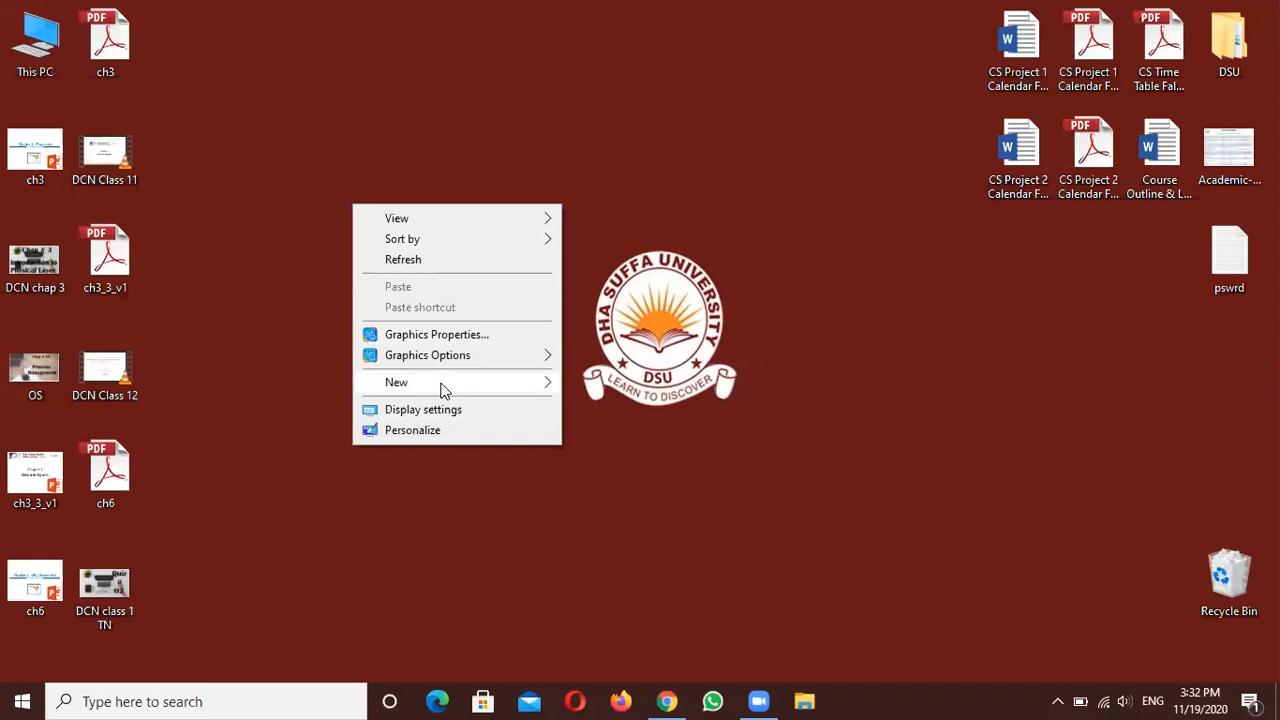 This PC
ch3
ch3
DCN Class 11
DCN chap 3
ch3_3_v1
OS
DCN Class 12
ch3_3_v1
ch6
ch6
DCN class 1
TN
View
Sort by
Refresh
Paste
Paste shortcut
Graphics Properties...
Graphics Options
New
Display settings
Personalize
DHA SUFFA UNIVERSITY
DSU
LEARN TO DISCOVER
CS Project 1
Calendar F...
CS Project 1
Calendar F...
CS Time
Table Fal...
DSU
CS Project 2
Calendar F...
CS Project 2
Calendar F...
Course
Outline & L...
Academic-...
pswrd
Recycle Bin
Type here to search
ENG
3:32 PM
11/19/2020